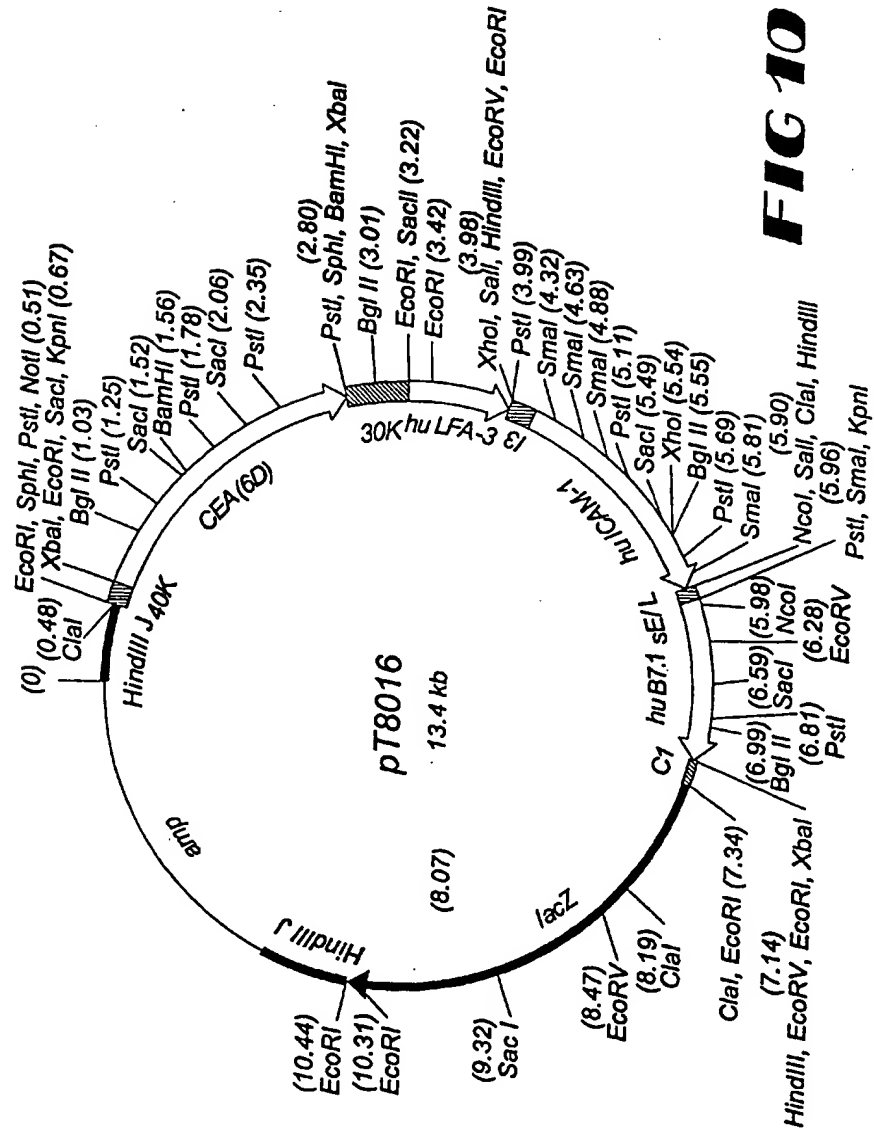 (0)
(0.48)
ClaI
EcoRI, SphI, PstI, NotI (0.51)
XbaI, EcoRI, SacI, KpnI (0.67)
Bgl II (1.03)
PstI (1.25)
SacI (1.52)
BamHI (1.56)
PstI (1.78)
SacI (2.06)
PstI (2.35)
(2.80)
PstI, SphI, BamHI, XbaI
Bgl II (3.01)
EcoRI, SacII (3.22)
EcoRI (3.42)
(3.98)
XhoI, SalI, HindIII, EcoRV, EcoRI
PstI (3.99)
SmaI (4.32)
SmaI (4.63)
SmaI (4.88)
PstI (5.11)
SacI (5.49)
XhoI (5.54)
Bgl II (5.55)
PstI (5.69)
SmaI (5.81)
(5.90)
NcoI, SalI, ClaI, HindIII
(5.96)
PstI, SmaI, KpnI
(5.98)
NcoI
(6.28)
EcoRV
(6.59)
SacI
(6.81)
PstI
(6.99)
Bgl II
(7.14)
HindIII, EcoRV, EcoRI, XbaI
ClaI, EcoRI (7.34)
(8.19)
ClaI
(8.47)
EcoRV
(9.32)
Sac I
(10.31)
EcoRI
(10.44)
EcoRI
HindIII J
40K
CEA(6D)
30K
hu LFA-3
I3
hu ICAM-1
sE/L
hu B7.1
C1
lacZ
(8.07)
HindIII J
amp
pT8016
13.4 kb
FIG 10